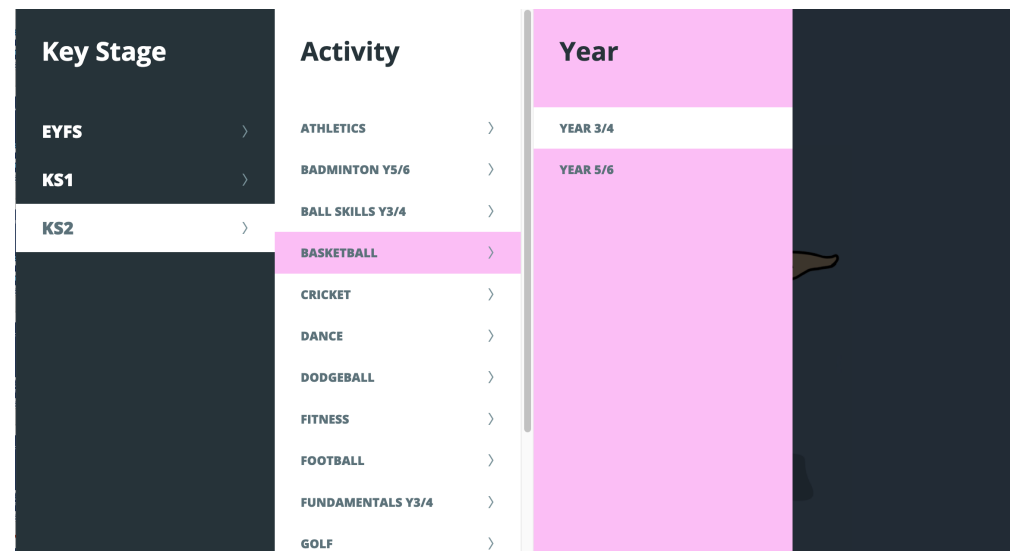 Key Stage
EYFS
KS1
KS2
Activity
ATHLETICS
BADMINTON Y5/6
BALL SKILLS Y3/4
BASKETBALL
CRICKET
DANCE
DODGEBALL
FITNESS
FOOTBALL
FUNDAMENTALS Y3/4
GOLF
Year
YEAR 3/4
YEAR 5/6